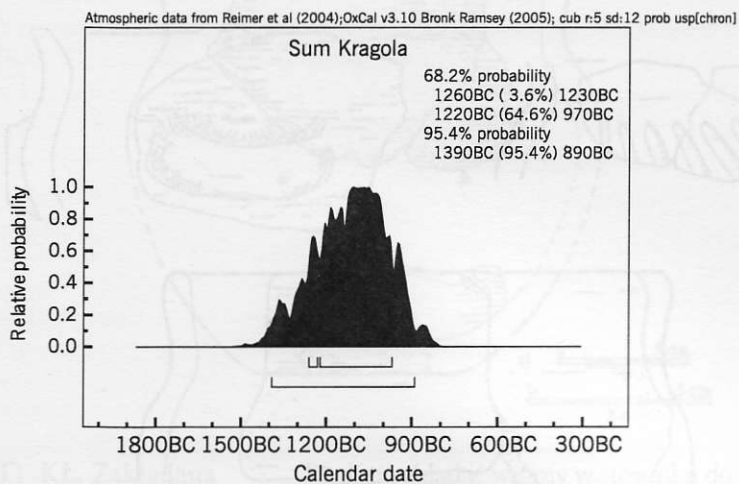 Atmospheric data from Reimer et al (2004);OxCal v3.10 Bronk Ramsey (2005); cub r:5 sd:12 prob usp[chron]
Sum Kragola
68.2% probability
1260BC ( 3.6%) 1230BC
1220BC (64.6%) 970BC
95.4% probability
1390BC (95.4%) 890BC
Relative probability
1.0
0.8
0.6
0.4
0.2
0.0
1800BC 1500BC 1200BC 900BC 600BC 300BC
Calendar date